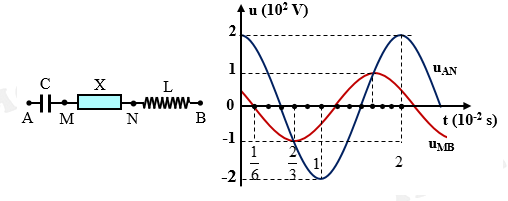 C
X
L
A
M
N
B
u (10² V)
2
1
0
-1
-2
u_AN
u_MB
t (10⁻² s)
1/6
2/3
1
2